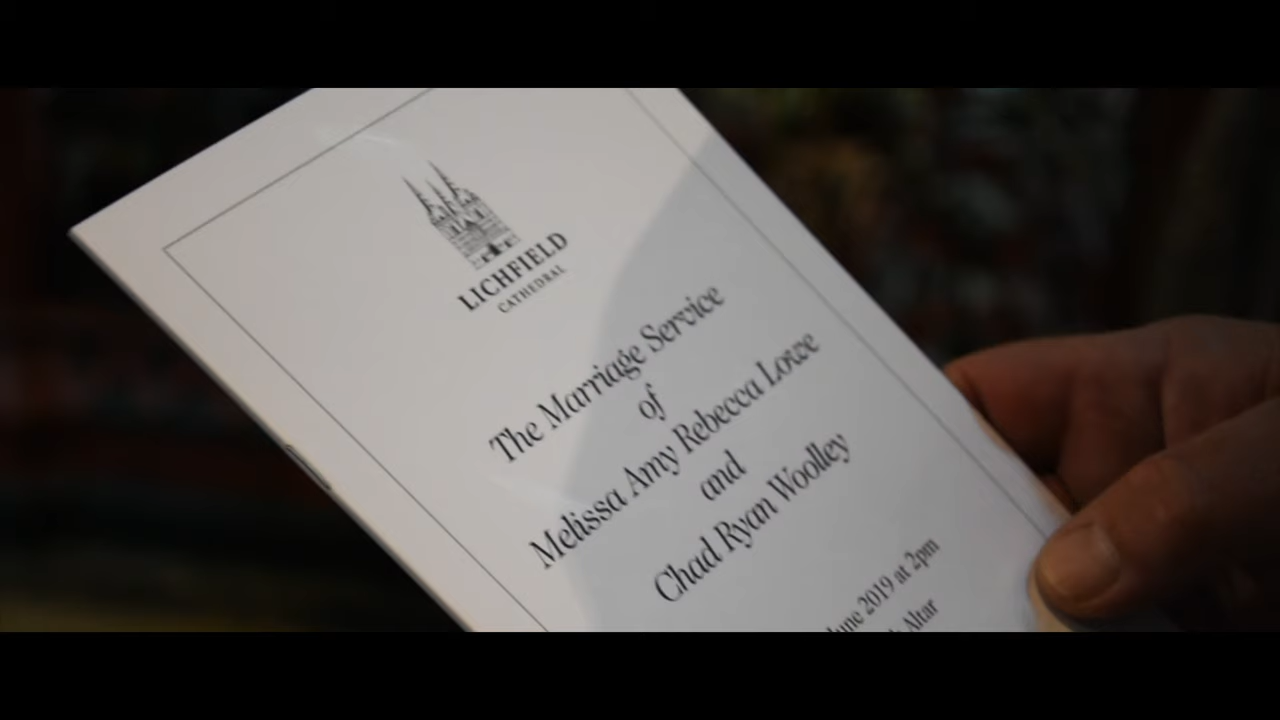 LICHFIELD
CATHEDRAL
The Marriage Service
of
Melissa Amy Rebecca Lowe
and
Chad Ryan Woolley
June 2019 at 2pm
Altar